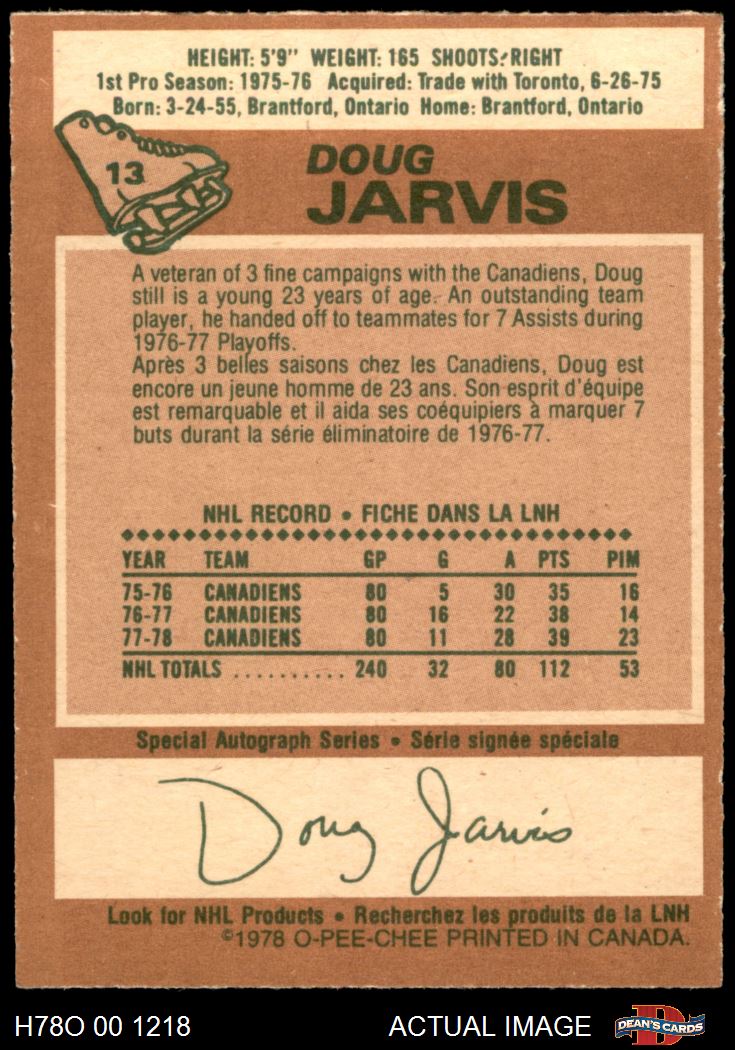 HEIGHT: 5'9" WEIGHT: 165 SHOOTS: RIGHT
1st Pro Season: 1975-76 Acquired: Trade with Toronto, 6-26-75
Born: 3-24-55, Brantford, Ontario Home: Brantford, Ontario
13
DOUG
JARVIS
A veteran of 3 fine campaigns with the Canadiens, Doug
still is a young 23 years of age. An outstanding team
player, he handed off to teammates for 7 Assists during
1976-77 Playoffs.
Après 3 belles saisons chez les Canadiens, Doug est
encore un jeune homme de 23 ans. Son esprit d'équipe
est remarquable et il aida ses coéquipiers à marquer 7
buts durant la série éliminatoire de 1976-77.
NHL RECORD • FICHE DANS LA LNH
YEAR TEAM GP G A PTS PIM
75-76 CANADIENS 80 5 30 35 16
76-77 CANADIENS 80 16 22 38 14
77-78 CANADIENS 80 11 28 39 23
NHL TOTALS .......... 240 32 80 112 53
Special Autograph Series • Série signée spéciale
Doug Jarvis
Look for NHL Products • Recherchez les produits de la LNH
©1978 O-PEE-CHEE PRINTED IN CANADA.
H78O 00 1218 ACTUAL IMAGE DEAN'S CARDS